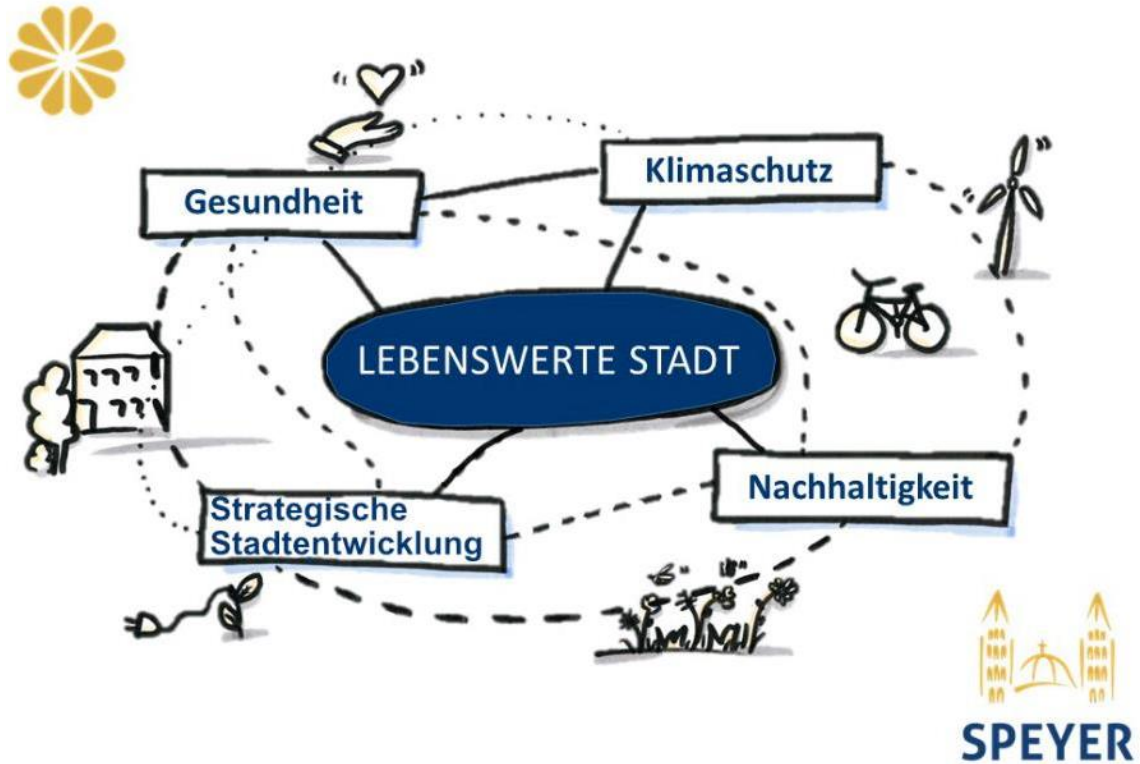 Klimaschutz
Gesundheit
LEBENSWERTE STADT
Nachhaltigkeit
Strategische
Stadtentwicklung
SPEYER